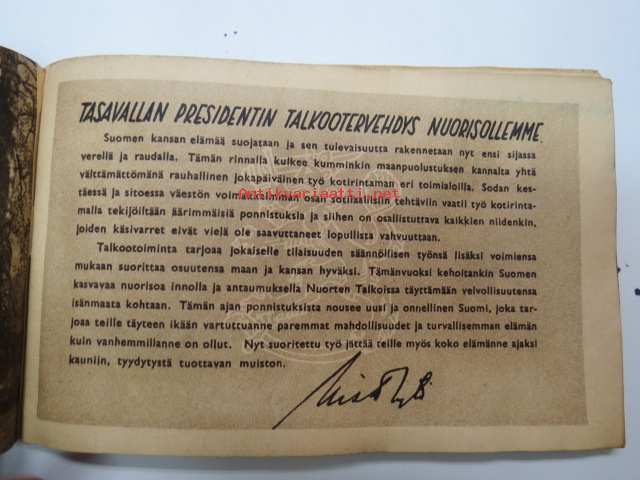 TASAVALLAN PRESIDENTIN TALKOOTERVEHDYS NUORISOLLEMME
Suomen kansan elämää suojataan ja sen tulevaisuutta rakennetaan nyt ensi sijassa
verellä ja raudalla. Tämän rinnalla kulkee kumminkin maanpuolustuksen kannalta yhtä
välttämättömänä rauhallinen jokapäiväinen työ kotirintaman eri toimialoilla. Sodan kes-
täessä ja sitoessa väestön voimakkaimman osan sotilaallisiin tehtäviin vaatii työ kotirinta-
malla tekijöiltään äärimmäisiä ponnistuksia ja siihen on osallistuttava kaikkien niidenkin,
joiden käsivarret eivät vielä ole saavuttaneet lopullista vahvuuttaan.
Talkootoiminta tarjoaa jokaiselle tilaisuuden säännöllisen työnsä lisäksi voimiensa
mukaan suorittaa osuutensa maan ja kansan hyväksi. Tämänvuoksi kehoitankin Suomen
kasvavaa nuorisoa innolla ja antaumuksella Nuorten Talkoissa täyttämään velvollisuutensa
isänmaata kohtaan. Tämän ajan ponnistuksista nousee uusi ja onnellinen Suomi, joka tar-
joaa teille täyteen ikään vartuttuanne paremmat mahdollisuudet ja turvallisemman elämän
kuin vanhemmillanne on ollut. Nyt suoritettu työ jättää teille myös koko elämänne ajaksi
kauniin, tyydytystä tuottavan muiston.
Antikvariaatti.net